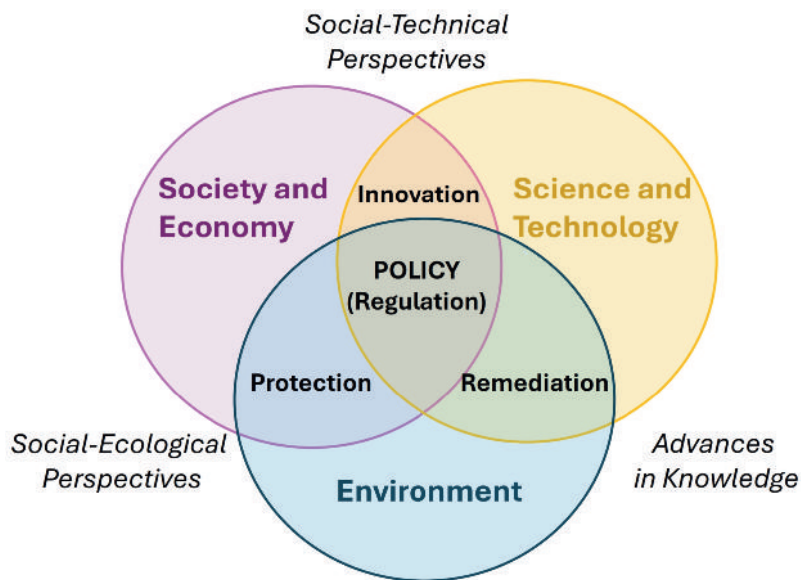 Social-Technical
Perspectives
Society and
Economy
Innovation
Science and
Technology
POLICY
(Regulation)
Protection
Remediation
Social-Ecological
Perspectives
Environment
Advances
in Knowledge